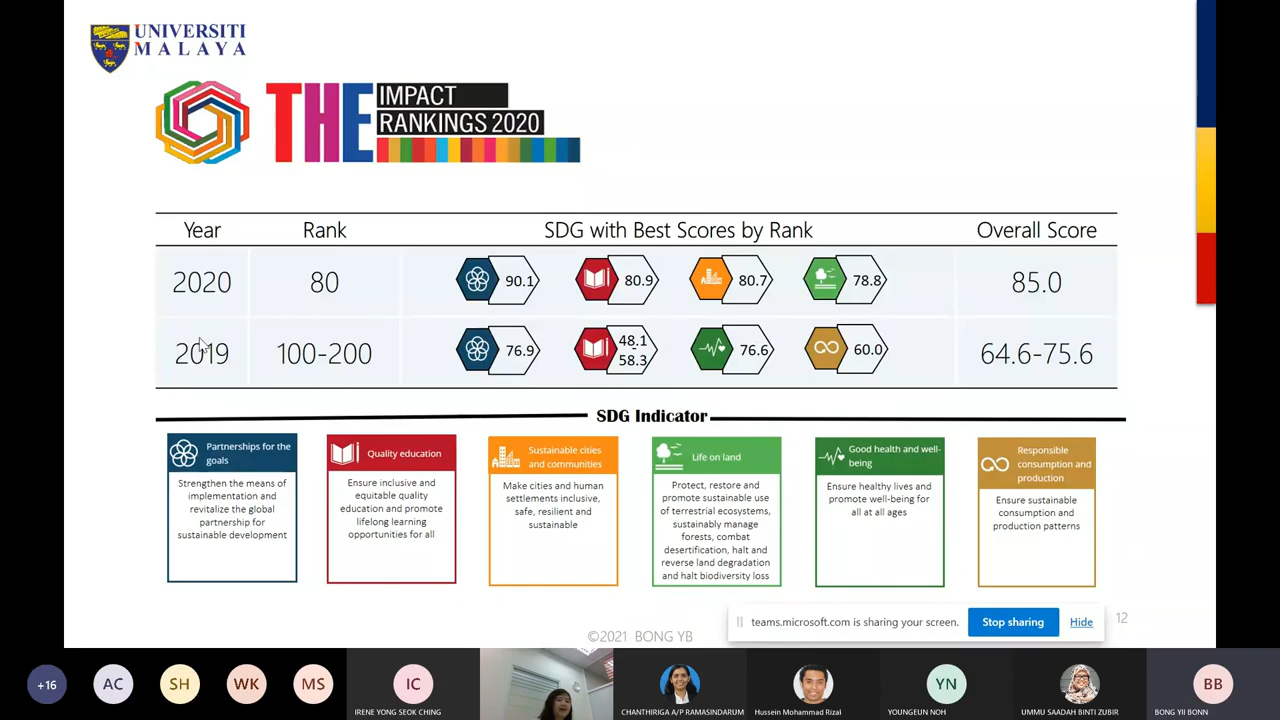 UNIVERSITI
MALAYA
THE IMPACT
RANKINGS 2020
Year Rank SDG with Best Scores by Rank Overall Score
2020 80 90.1 80.9 80.7 78.8 85.0
2019 100-200 76.9 48.1 76.6 60.0 64.6-75.6
58.3
SDG Indicator
Partnerships for the
goals
Strengthen the means of
implementation and
revitalize the global
partnership for
sustainable development
Quality education
Ensure inclusive and
equitable quality
education and promote
lifelong learning
opportunities for all
Sustainable cities
and communities
Make cities and human
settlements inclusive,
safe, resilient and
sustainable
Life on land
Protect, restore and
promote sustainable use
of terrestrial ecosystems,
sustainably manage
forests, combat
desertification, halt and
reverse land degradation
and halt biodiversity loss
Good health and well-
being
Ensure healthy lives and
promote well-being for
all at all ages
Responsible
consumption and
production
Ensure sustainable
consumption and
production patterns
teams.microsoft.com is sharing your screen. Stop sharing Hide
12
©2021 BONG YB
+16 AC SH WK MS IC YN BB
IRENE YONG SEOK CHING CHANTHIRIGA A/P RAMASINDARUM Hussein Mohammad Rizal YOUNGEUN NOH UMMU SAADAH BINTI ZUBIR BONG YII BONN